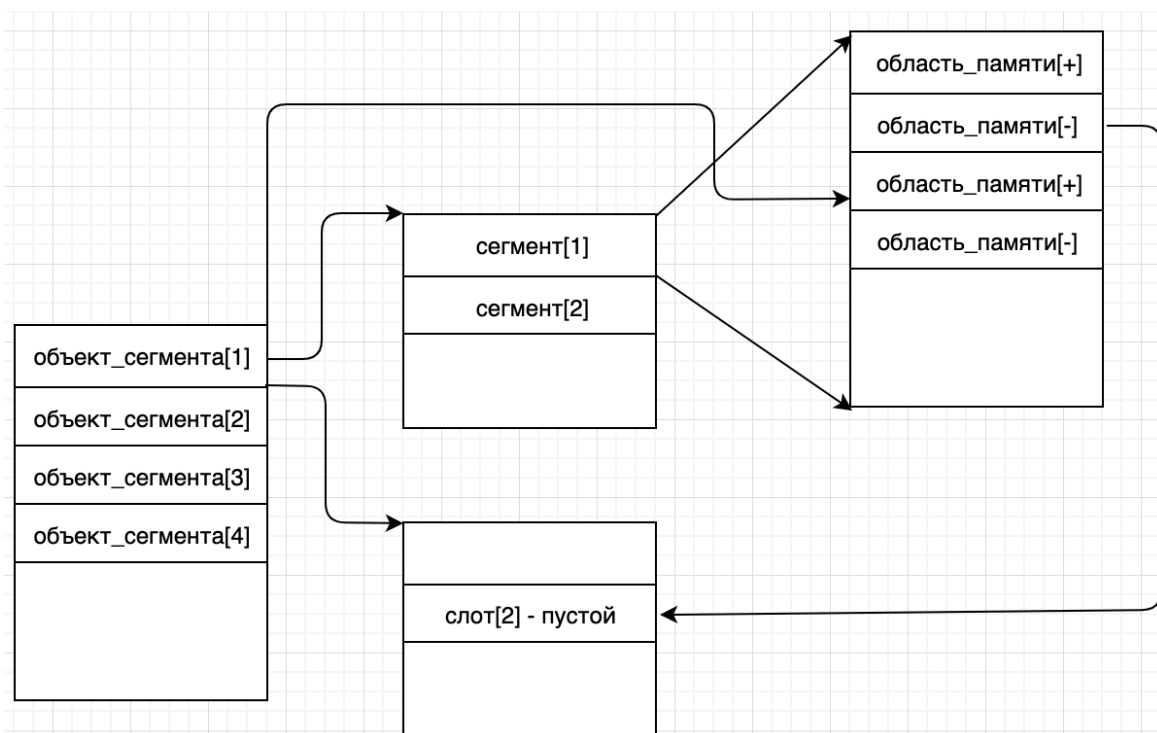 область_памяти[+]
область_памяти[-]
область_памяти[+]
область_памяти[-]
сегмент[1]
сегмент[2]
объект_сегмента[1]
объект_сегмента[2]
объект_сегмента[3]
объект_сегмента[4]
слот[2] - пустой